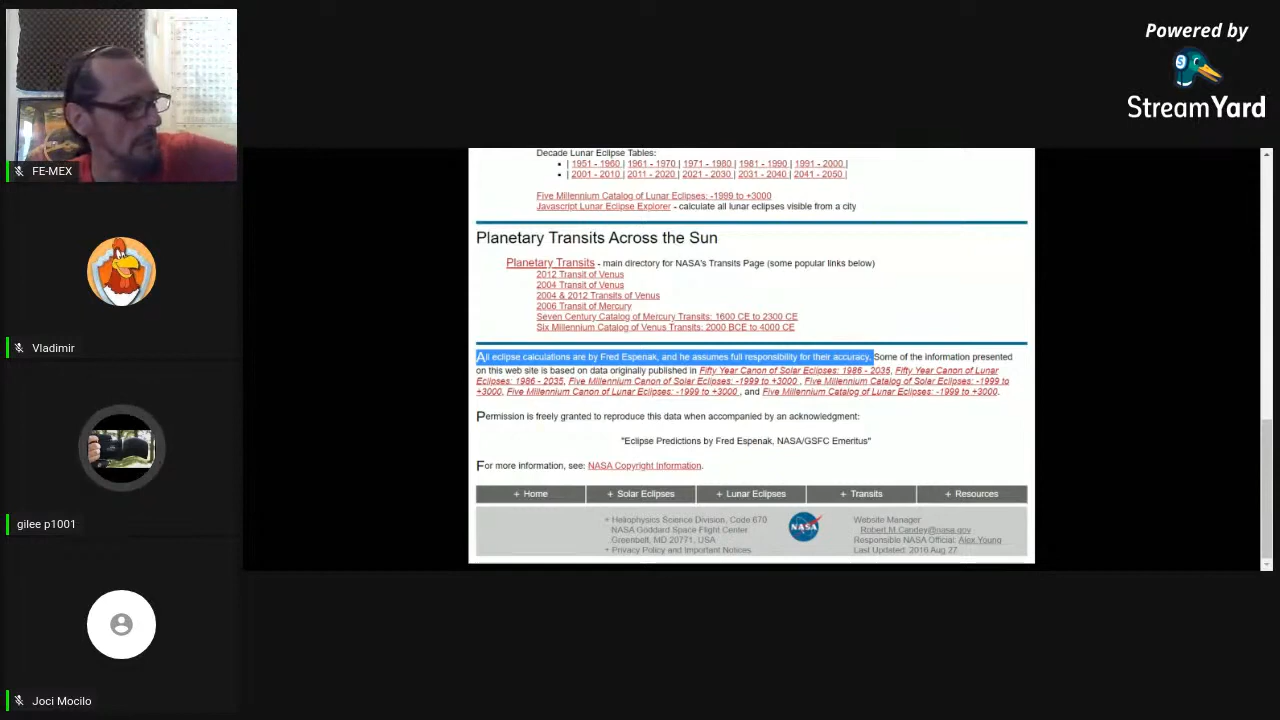 Powered by
StreamYard
FE-MEX
Vladimir
gilee p1001
Joci Mocilo
Decade Lunar Eclipse Tables:
| 1951 - 1960 | 1961 - 1970 | 1971 - 1980 | 1981 - 1990 | 1991 - 2000 |
| 2001 - 2010 | 2011 - 2020 | 2021 - 2030 | 2031 - 2040 | 2041 - 2050 |
Five Millennium Catalog of Lunar Eclipses: -1999 to +3000
Javascript Lunar Eclipse Explorer - calculate all lunar eclipses visible from a city
Planetary Transits Across the Sun
Planetary Transits - main directory for NASA's Transits Page (some popular links below)
2012 Transit of Venus
2004 Transit of Venus
2004 & 2012 Transits of Venus
2006 Transit of Mercury
Seven Century Catalog of Mercury Transits: 1600 CE to 2300 CE
Six Millennium Catalog of Venus Transits: 2000 BCE to 4000 CE
All eclipse calculations are by Fred Espenak, and he assumes full responsibility for their accuracy. Some of the information presented
on this web site is based on data originally published in Fifty Year Canon of Solar Eclipses: 1986 - 2035, Fifty Year Canon of Lunar
Eclipses: 1986 - 2035, Five Millennium Canon of Solar Eclipses: -1999 to +3000 , Five Millennium Catalog of Solar Eclipses: -1999 to
+3000, Five Millennium Canon of Lunar Eclipses: -1999 to +3000 , and Five Millennium Catalog of Lunar Eclipses: -1999 to +3000.
Permission is freely granted to reproduce this data when accompanied by an acknowledgment:
"Eclipse Predictions by Fred Espenak, NASA/GSFC Emeritus"
For more information, see: NASA Copyright Information.
+ Home + Solar Eclipses + Lunar Eclipses + Transits + Resources
+ Heliophysics Science Division, Code 670
NASA Goddard Space Flight Center
Greenbelt, MD 20771, USA
+ Privacy Policy and Important Notices
NASA
Website Manager
Robert.M.Candey@nasa.gov
Responsible NASA Official: Alex.Young
Last Updated: 2016 Aug 27